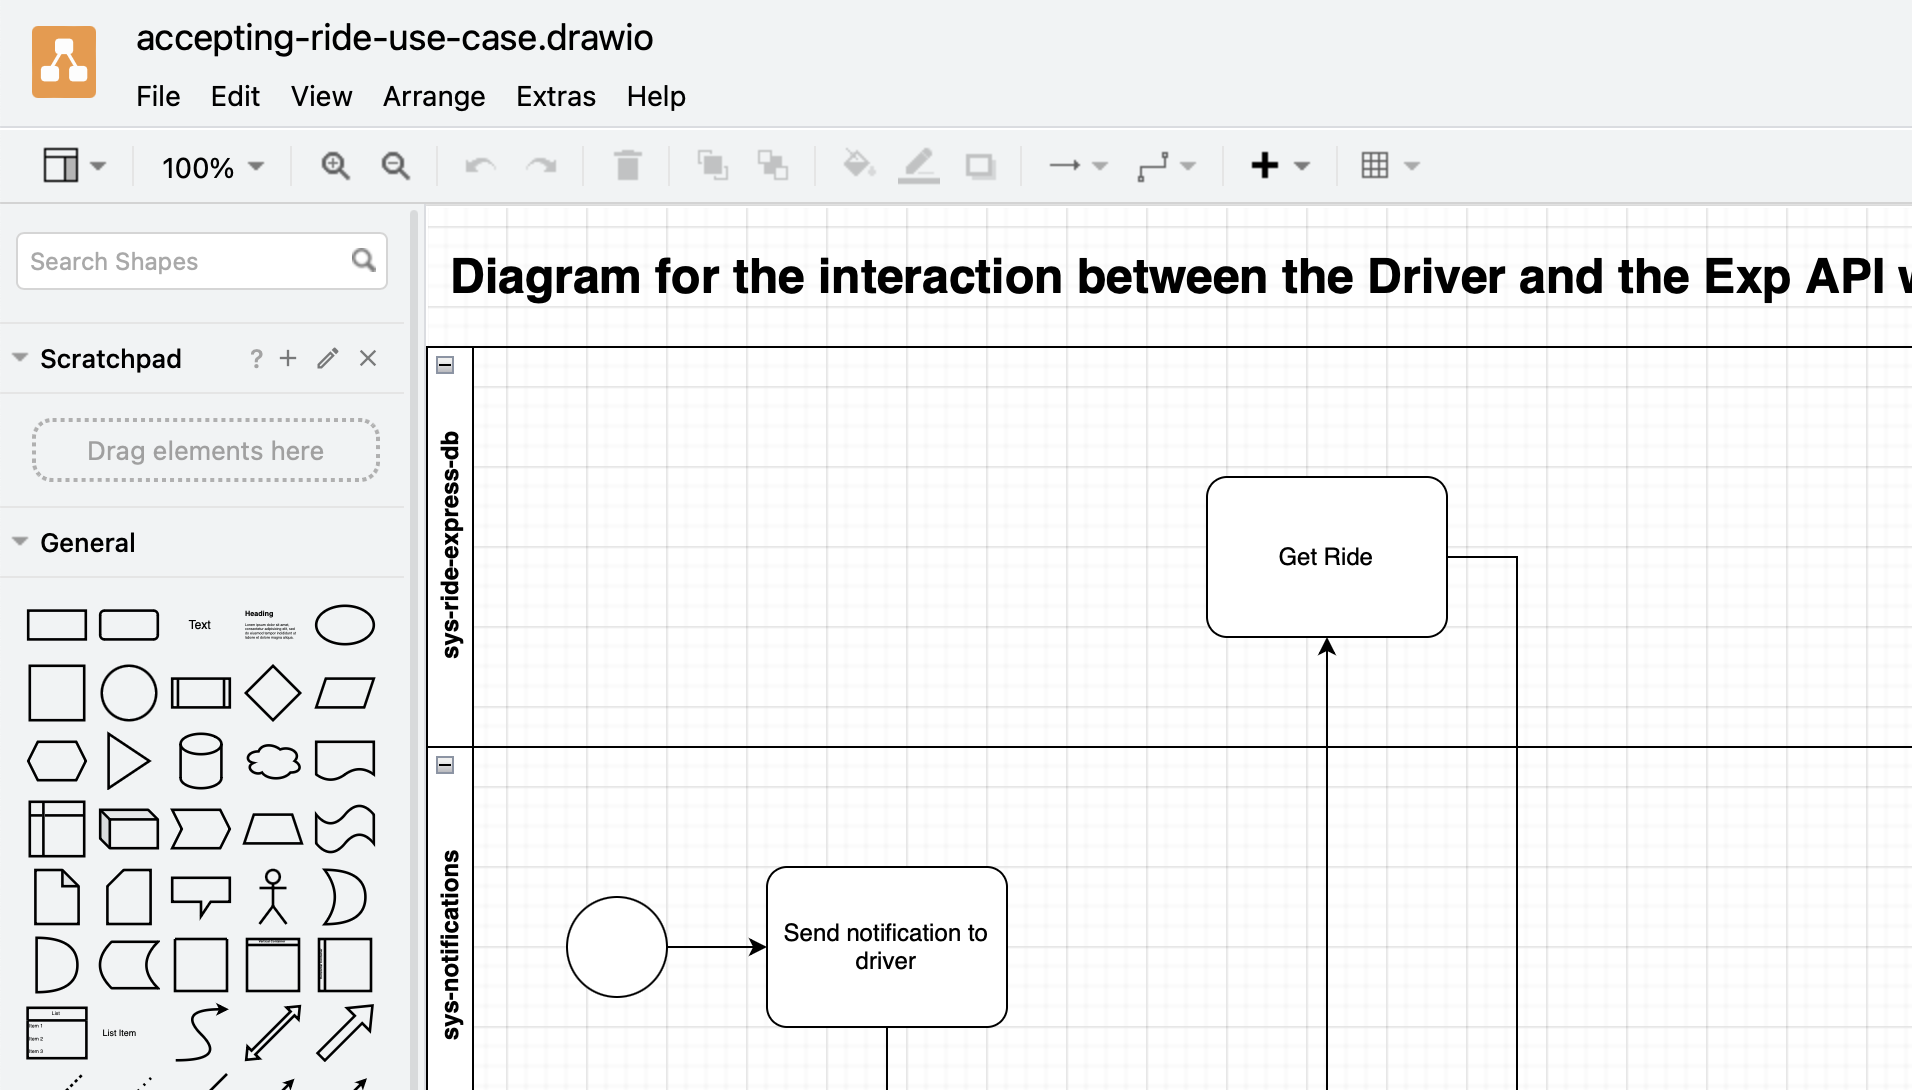 accepting-ride-use-case.drawio
File Edit View Arrange Extras Help
100%
Search Shapes
Scratchpad ?
Drag elements here
General
Text
Heading
List
Item 1
Item 2
Item 3
List Item
Diagram for the interaction between the Driver and the Exp API
sys-ride-express-db
Get Ride
sys-notifications
Send notification to
driver